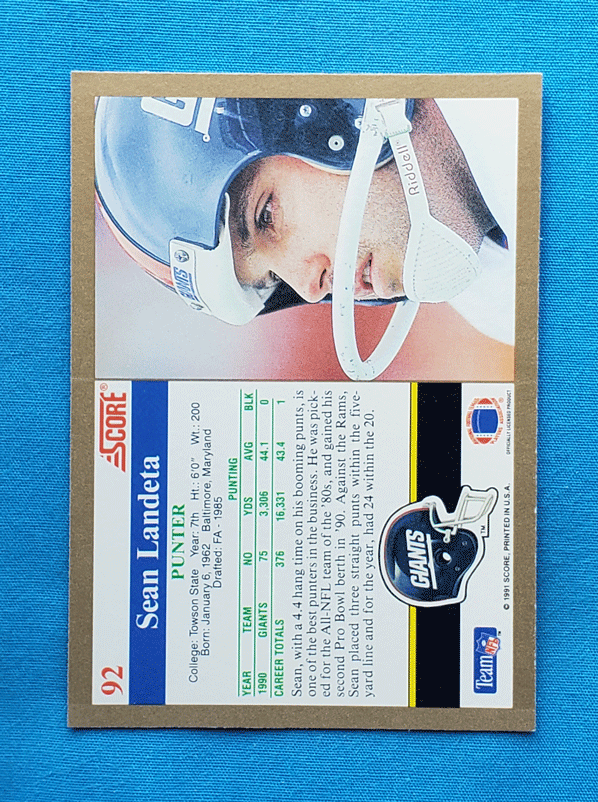 92
SCORE®
Sean Landeta
PUNTER
College: Towson State Year: 7th Ht.: 6'0" Wt.: 200
Born: January 6, 1962 Baltimore, Maryland
Drafted: FA - 1985
PUNTING
YEAR TEAM NO YDS AVG BLK
1990 GIANTS 75 3,306 44.1 0
CAREER TOTALS 376 16,331 43.4 1
Sean, with a 4.4 hang time on his booming punts, is
one of the best punters in the business. He was pick-
ed for the All-NFL team of the '80s, and gained his
second Pro Bowl berth in '90. Against the Rams,
Sean placed three straight punts within the five-
yard line and for the year, had 24 within the 20.
GIANTS
TM
Team NFL
© 1991 SCORE, PRINTED IN U.S.A.
OFFICIALLY LICENSED PRODUCT
GIANTS
Riddell